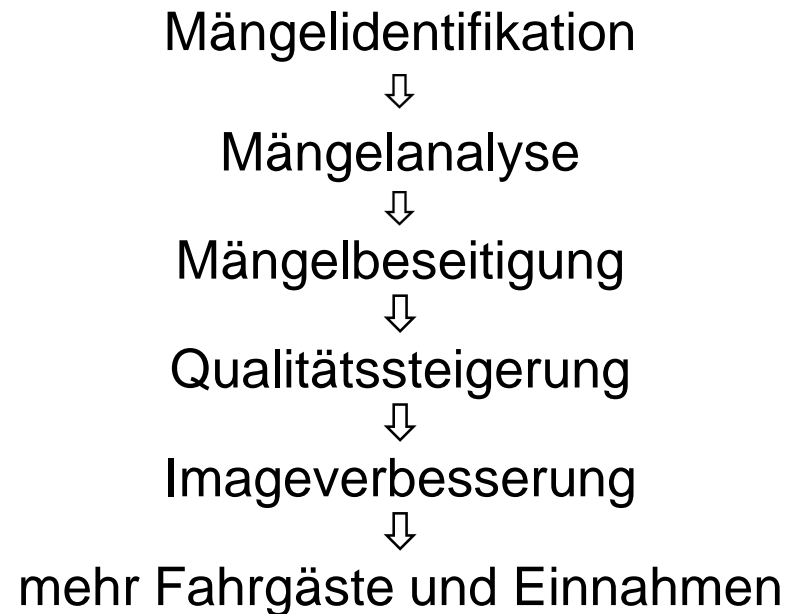 Mängelidentifikation
⇩
Mängelanalyse
⇩
Mängelbeseitigung
⇩
Qualitätssteigerung
⇩
Imageverbesserung
⇩
mehr Fahrgäste und Einnahmen